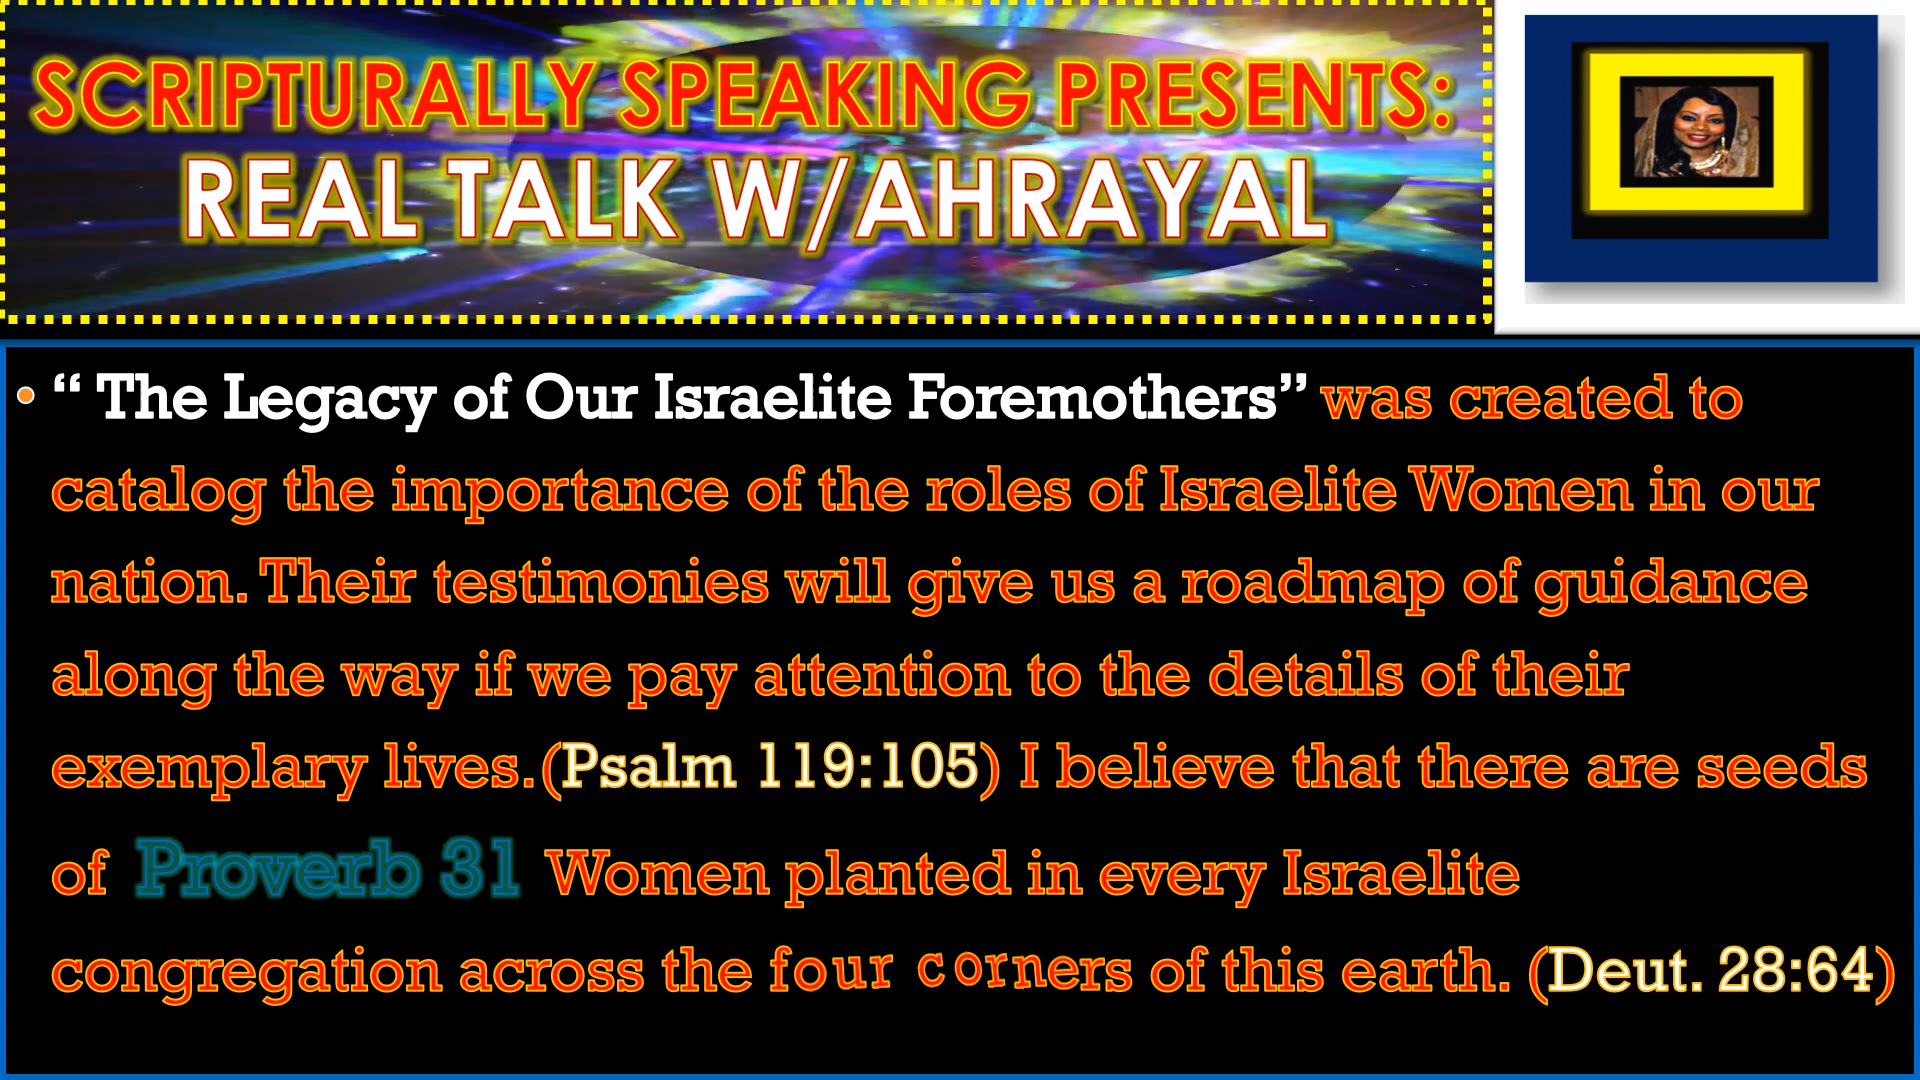 SCRIPTURALLY SPEAKING PRESENTS:
REAL TALK W/AHRAYAL
• “ The Legacy of Our Israelite Foremothers” was created to
catalog the importance of the roles of Israelite Women in our
nation. Their testimonies will give us a roadmap of guidance
along the way if we pay attention to the details of their
exemplary lives.(Psalm 119:105) I believe that there are seeds
of Proverb 31 Women planted in every Israelite
congregation across the four corners of this earth. (Deut. 28:64)